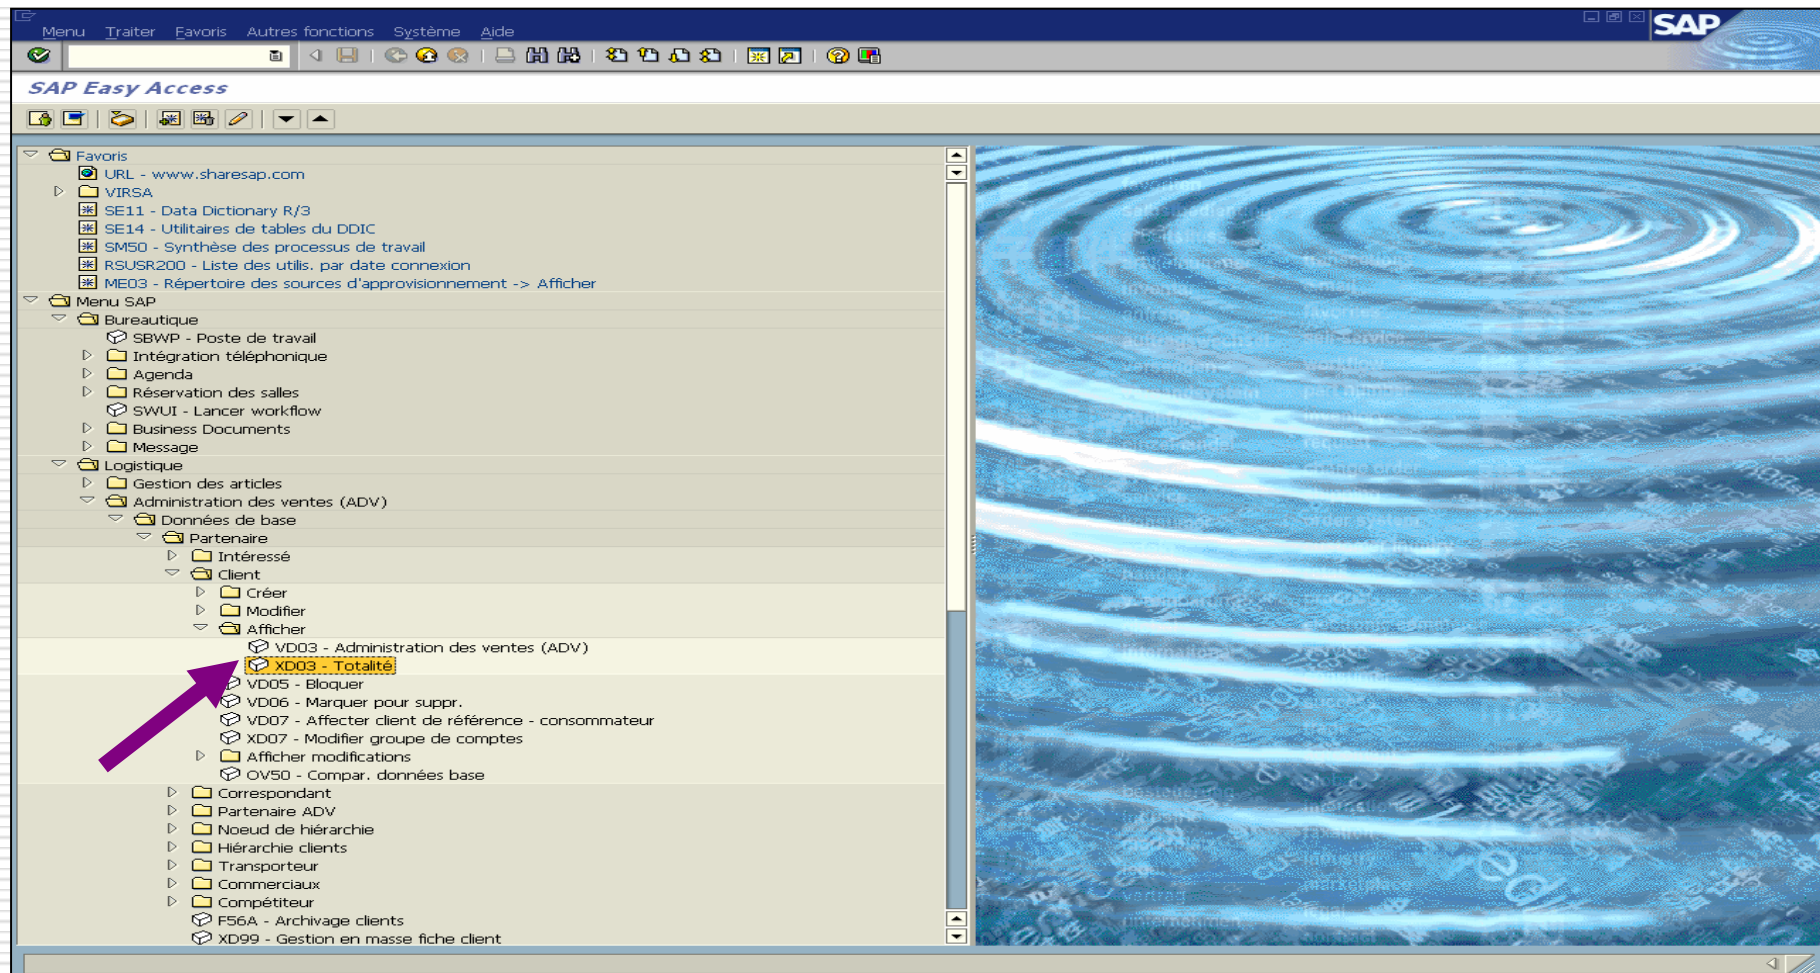 Menu Traiter Favoris Autres fonctions Système Aide
SAP
SAP Easy Access
Favoris
URL - www.sharesap.com
VIRSA
SE11 - Data Dictionary R/3
SE14 - Utilitaires de tables du DDIC
SM50 - Synthèse des processus de travail
RSUSR200 - Liste des utilis. par date connexion
ME03 - Répertoire des sources d'approvisionnement -> Afficher
Menu SAP
Bureautique
SBWP - Poste de travail
Intégration téléphonique
Agenda
Réservation des salles
SWUI - Lancer workflow
Business Documents
Message
Logistique
Gestion des articles
Administration des ventes (ADV)
Données de base
Partenaire
Intéressé
Client
Créer
Modifier
Afficher
VD03 - Administration des ventes (ADV)
XD03 - Totalité
VD05 - Bloquer
VD06 - Marquer pour suppr.
VD07 - Affecter client de référence - consommateur
XD07 - Modifier groupe de comptes
Afficher modifications
OV50 - Compar. données base
Correspondant
Partenaire ADV
Noeud de hiérarchie
Hiérarchie clients
Transporteur
Commerciaux
Compétiteur
F56A - Archivage clients
XD99 - Gestion en masse fiche client